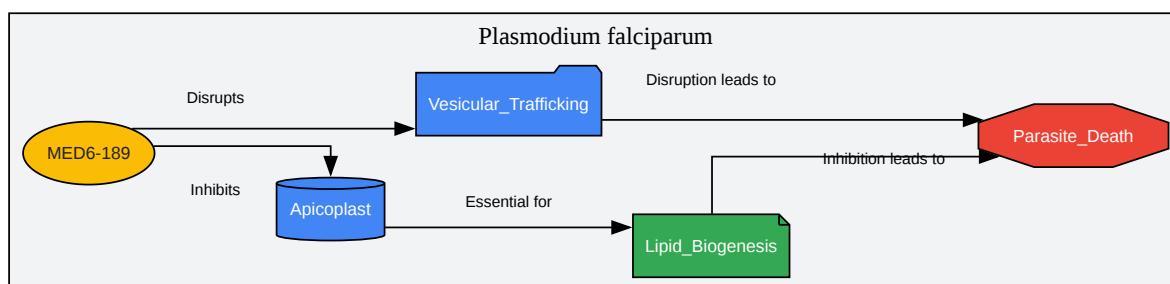 Plasmodium falciparum
Disrupts
Vesicular_Trafficking
Disruption leads to
MED6-189
Parasite_Death
Inhibition leads to
Inhibits
Apicoplast
Essential for
Lipid_Biogenesis